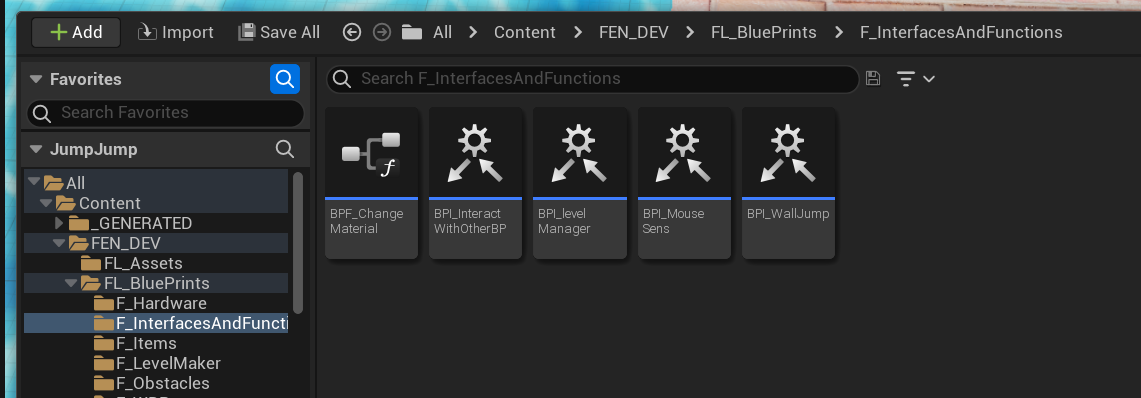 Add Import Save All All Content FEN_DEV FL_BluePrints F_InterfacesAndFunctions
Favorites
Search F_InterfacesAndFunctions
Search Favorites
JumpJump
All
Content
_GENERATED
FEN_DEV
FL_Assets
FL_BluePrints
F_Hardware
F_InterfacesAndFuncti
F_Items
F_LevelMaker
F_Obstacles
f
BPF_Change
Material
BPI_Interact
WithOtherBP
BPI_level
Manager
BPI_Mouse
Sens
BPI_WallJump